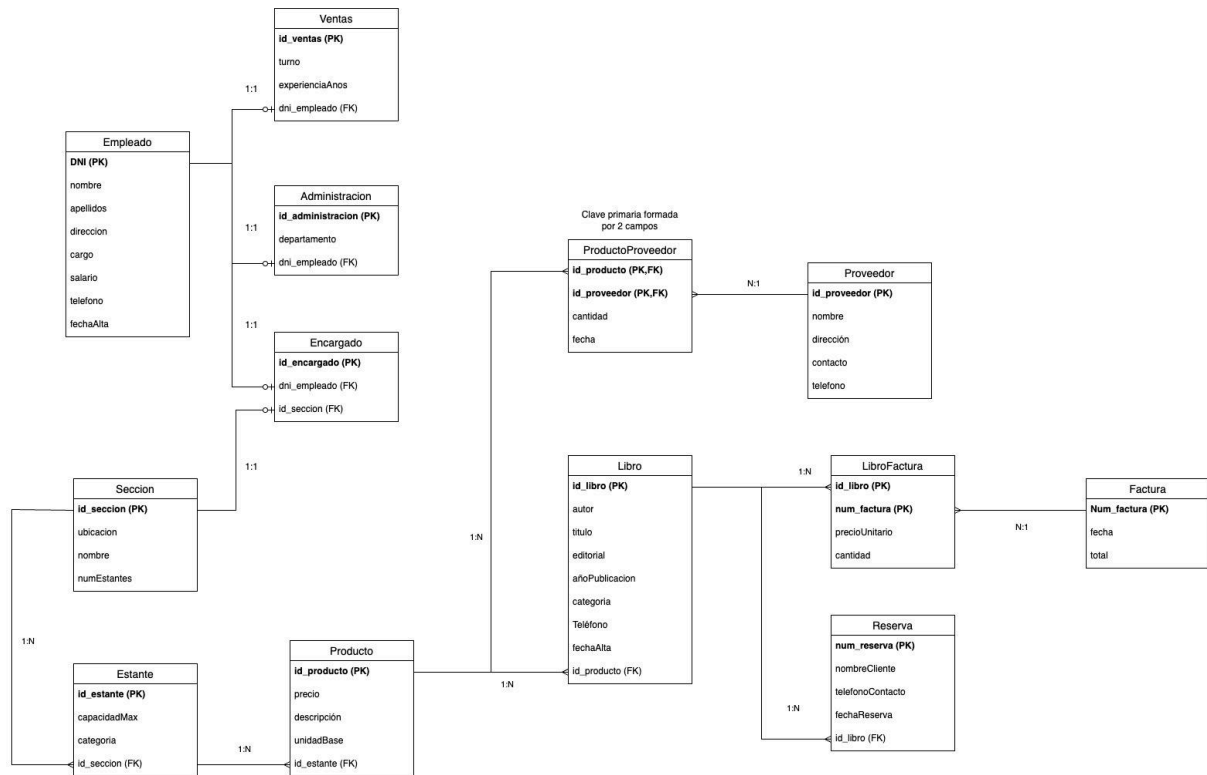 Ventas
id_ventas (PK)
turno
experienciaAnos
dni_empleado (FK)
1:1
Empleado
DNI (PK)
nombre
apellidos
direccion
cargo
salario
telefono
fechaAlta
Administracion
id_administracion (PK)
departamento
dni_empleado (FK)
1:1
1:1
Encargado
id_encargado (PK)
dni_empleado (FK)
id_seccion (FK)
1:1
Clave primaria formada
por 2 campos
ProductoProveedor
id_producto (PK,FK)
id_proveedor (PK,FK)
cantidad
fecha
N:1
Proveedor
id_proveedor (PK)
nombre
dirección
contacto
telefono
Seccion
id_seccion (PK)
ubicacion
nombre
numEstantes
1:N
Estante
id_estante (PK)
capacidadMax
categoria
id_seccion (FK)
1:N
Producto
id_producto (PK)
precio
descripción
unidadBase
id_estante (FK)
1:N
1:N
Libro
id_libro (PK)
autor
titulo
editorial
añoPublicacion
categoria
Teléfono
fechaAlta
id_producto (FK)
1:N
LibroFactura
id_libro (PK)
num_factura (PK)
precioUnitario
cantidad
N:1
Factura
Num_factura (PK)
fecha
total
1:N
Reserva
num_reserva (PK)
nombreCliente
telefonoContacto
fechaReserva
id_libro (FK)